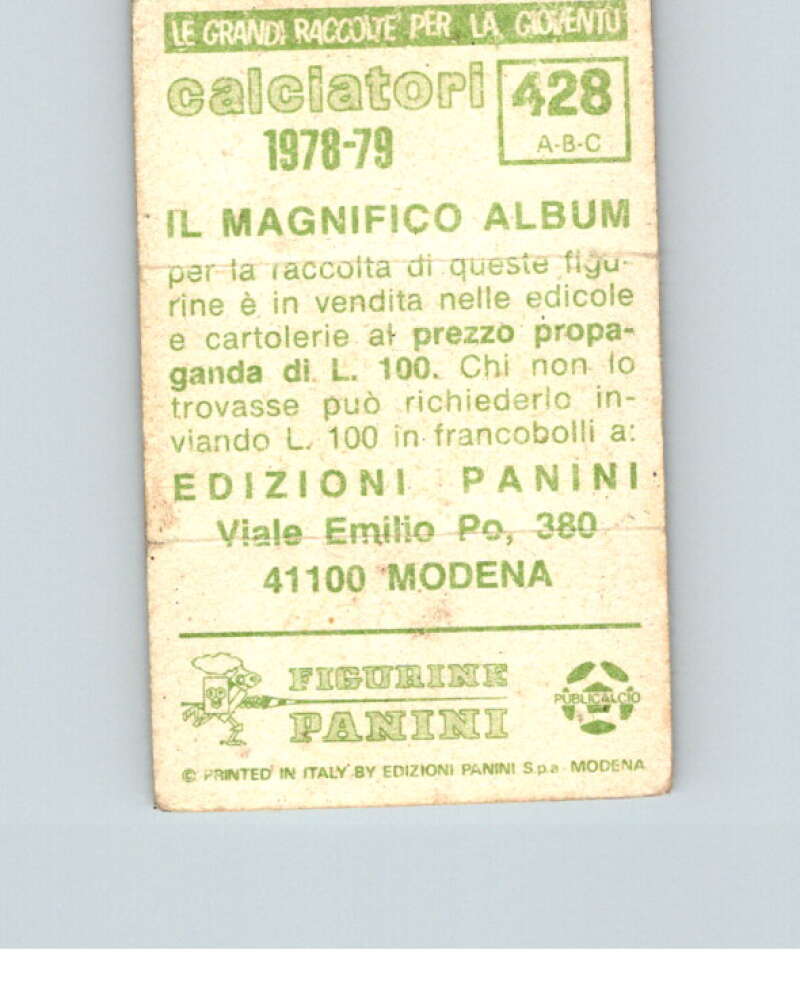 LE GRANDI RACCOLTE PER LA GIOVENTÙ
calciatori
1978-79
428
A-B-C
IL MAGNIFICO ALBUM
per la raccolta di queste figu-
rine è in vendita nelle edicole
e cartolerie al prezzo propa-
ganda di L. 100. Chi non lo
trovasse può richiederlo in-
viando L. 100 in francobolli a:
EDIZIONI PANINI
Viale Emilio Po, 380
41100 MODENA
FIGURINE
PANINI
PUBLICALCIO
© PRINTED IN ITALY BY EDIZIONI PANINI S.p.a. MODENA